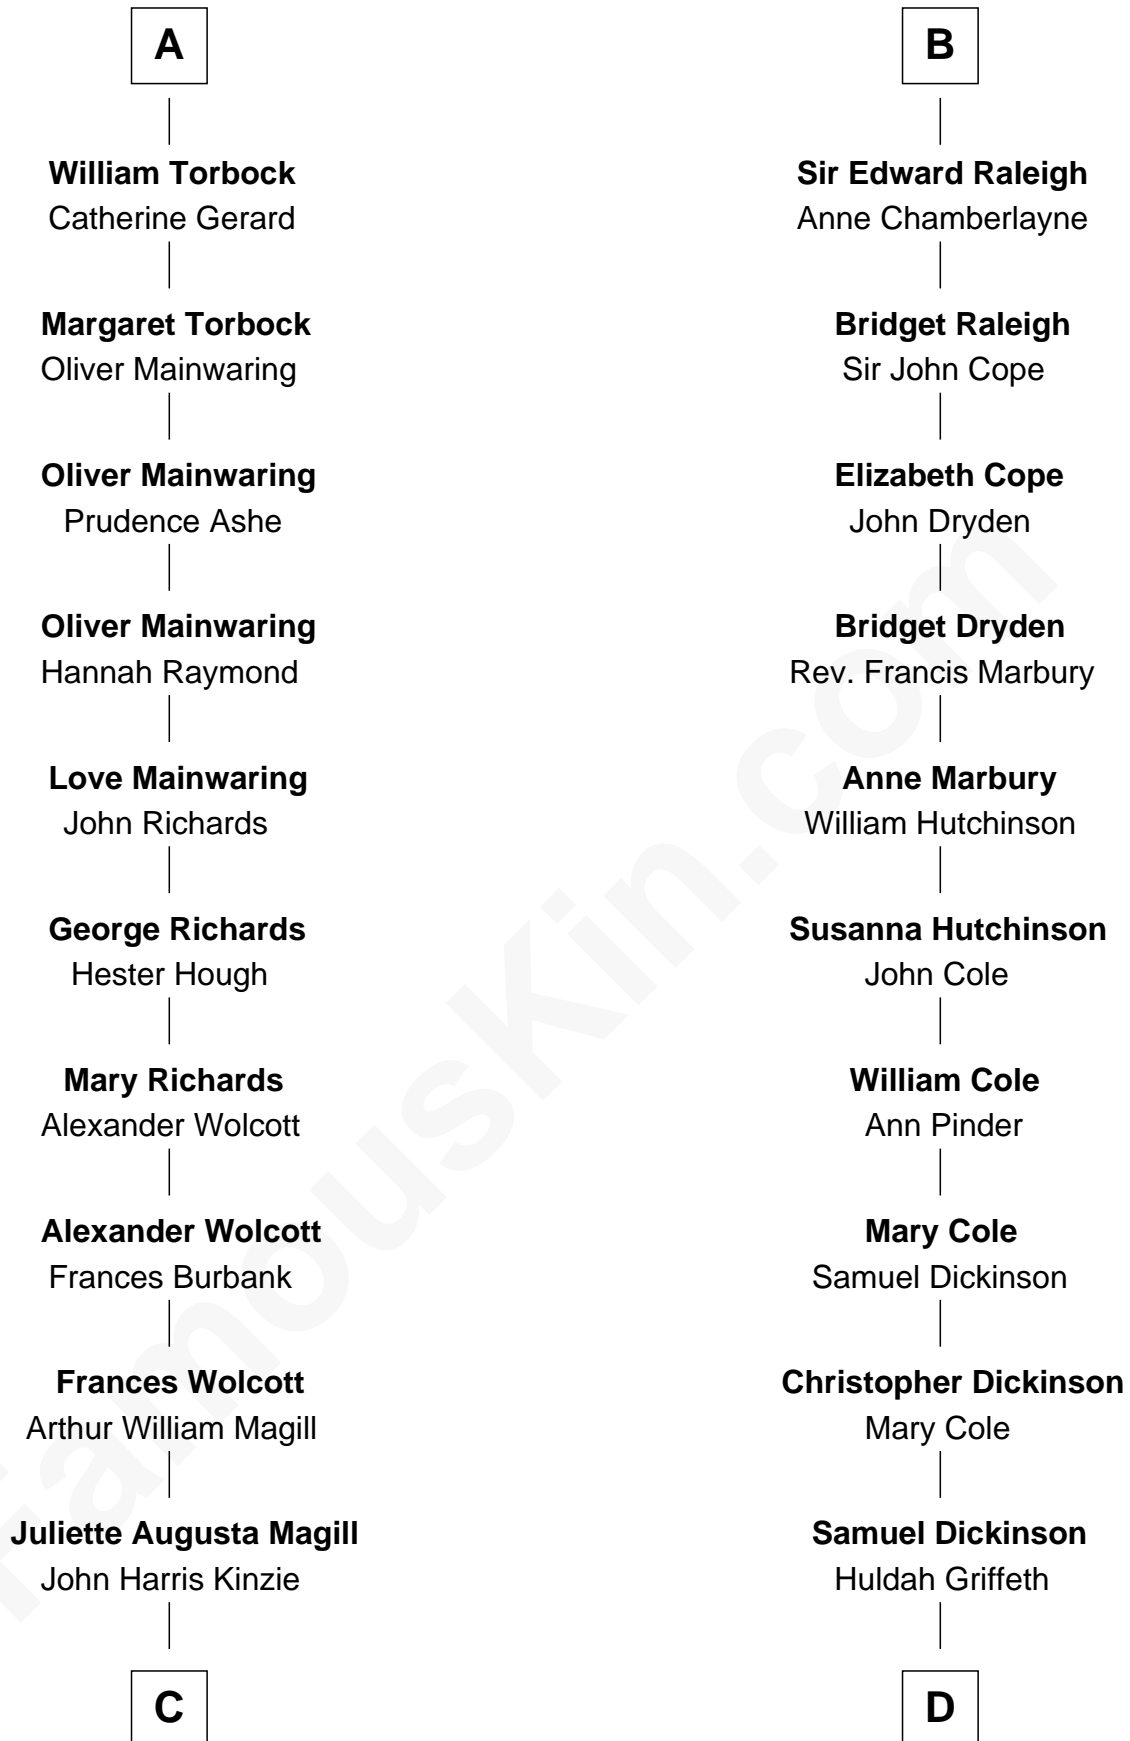 A
William Torbock
Catherine Gerard
Margaret Torbock
Oliver Mainwaring
Oliver Mainwaring
Prudence Ashe
Oliver Mainwaring
Hannah Raymond
Love Mainwaring
John Richards
George Richards
Hester Hough
Mary Richards
Alexander Wolcott
Alexander Wolcott
Frances Burbank
Frances Wolcott
Arthur William Magill
Juliette Augusta Magill
John Harris Kinzie
C
B
Sir Edward Raleigh
Anne Chamberlayne
Bridget Raleigh
Sir John Cope
Elizabeth Cope
John Dryden
Bridget Dryden
Rev. Francis Marbury
Anne Marbury
William Hutchinson
Susanna Hutchinson
John Cole
William Cole
Ann Pinder
Mary Cole
Samuel Dickinson
Christopher Dickinson
Mary Cole
Samuel Dickinson
Huldah Griffeth
D
FamousKin.com